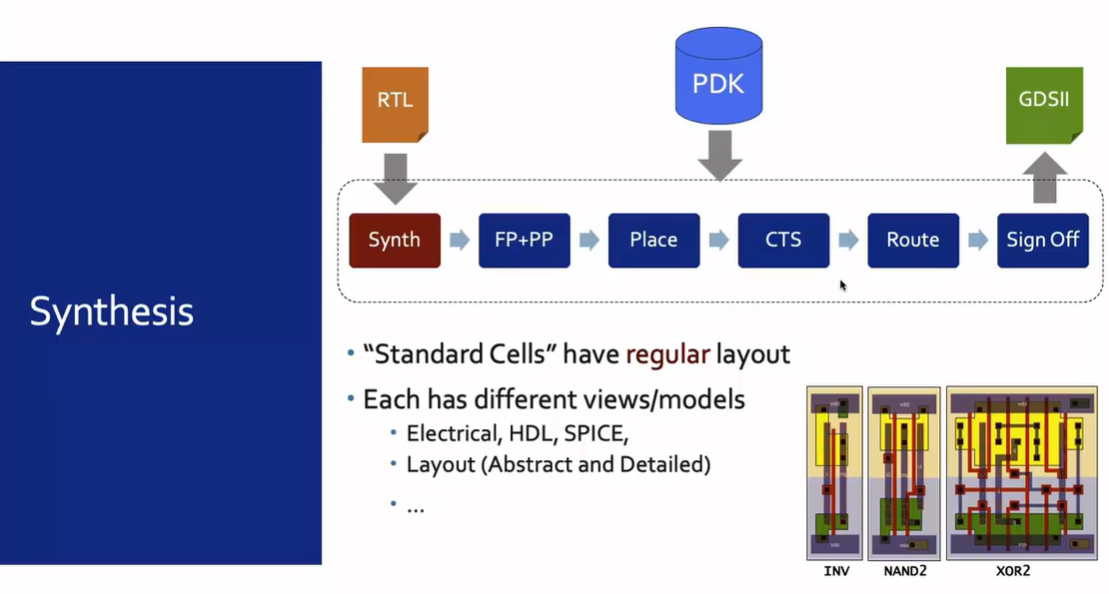 RTL
PDK
GDSII
Synth
FP+PP
Place
CTS
Route
Sign Off
Synthesis
• “Standard Cells” have regular layout
• Each has different views/models
• Electrical, HDL, SPICE,
• Layout (Abstract and Detailed)
• ...
INV
NAND2
XOR2